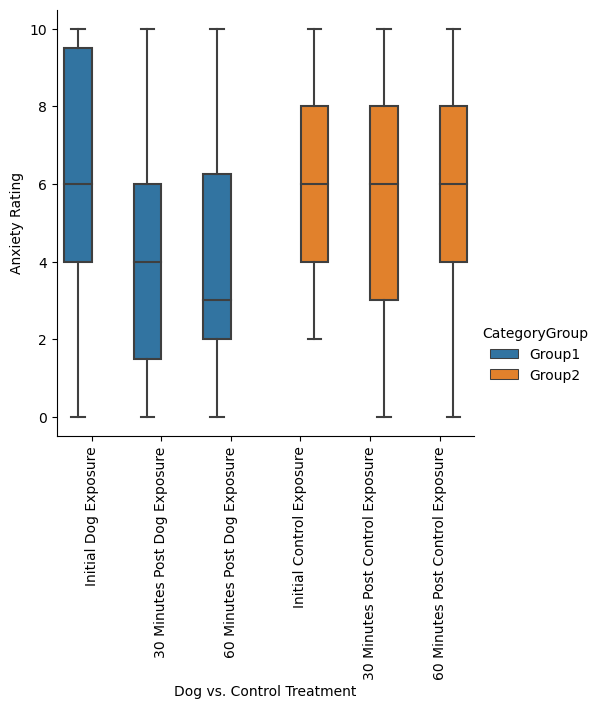 10
8
6
4
2
0
Anxiety Rating
Initial Dog Exposure
30 Minutes Post Dog Exposure
60 Minutes Post Dog Exposure
Initial Control Exposure
30 Minutes Post Control Exposure
60 Minutes Post Control Exposure
Dog vs. Control Treatment
CategoryGroup
Group1
Group2